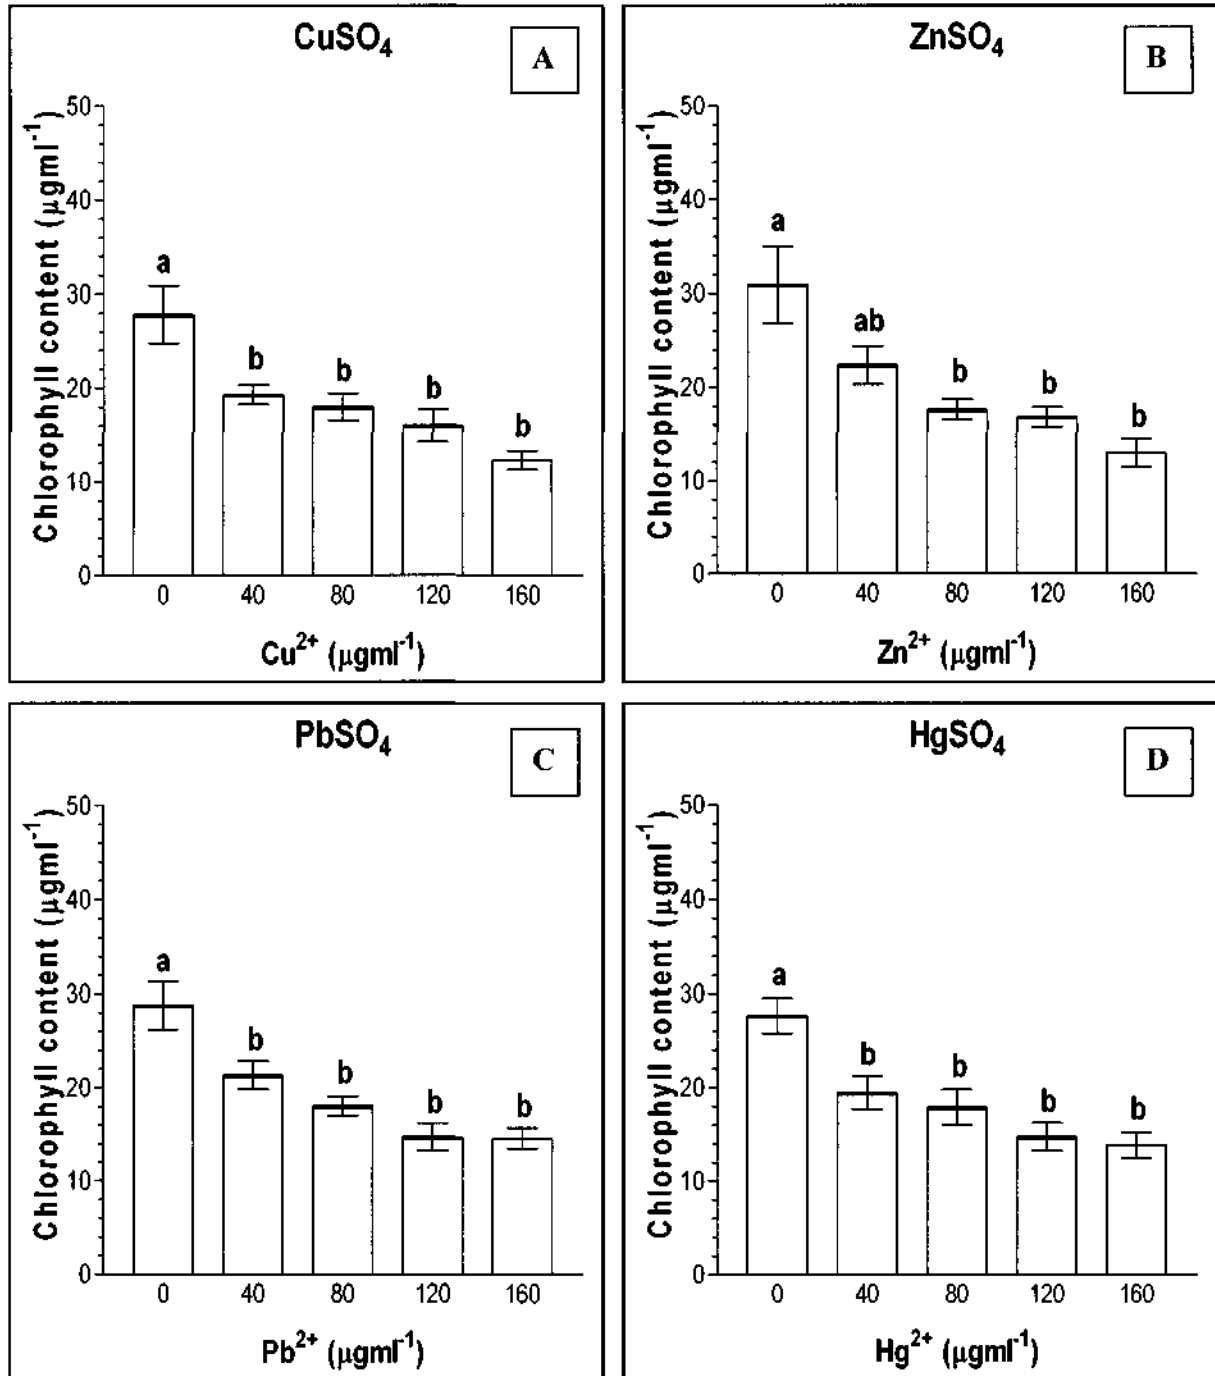 CuSO₄
A
Chlorophyll content (μgml⁻¹)
50
40
30
20
10
0
a
b
b
b
b
0 40 80 120 160
Cu²⁺ (μgml⁻¹)
ZnSO₄
B
Chlorophyll content (μgml⁻¹)
50
40
30
20
10
0
a
ab
b
b
b
0 40 80 120 160
Zn²⁺ (μgml⁻¹)
PbSO₄
C
Chlorophyll content (μgml⁻¹)
50
40
30
20
10
0
a
b
b
b
b
0 40 80 120 160
Pb²⁺ (μgml⁻¹)
HgSO₄
D
Chlorophyll content (μgml⁻¹)
50
40
30
20
10
0
a
b
b
b
b
0 40 80 120 160
Hg²⁺ (μgml⁻¹)